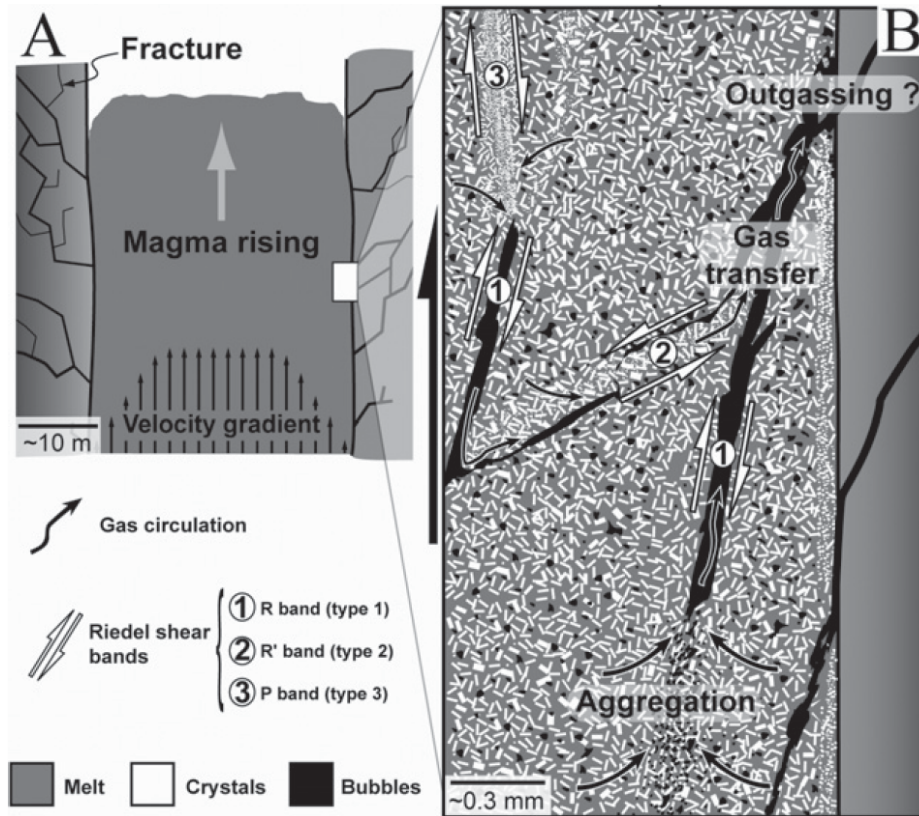 A
Fracture
Magma rising
Velocity gradient
~10 m
Gas circulation
Riedel shear
bands
1 R band (type 1)
2 R' band (type 2)
3 P band (type 3)
Melt
Crystals
Bubbles
B
3
Outgassing ?
Gas
transfer
1
2
1
Aggregation
~0.3 mm